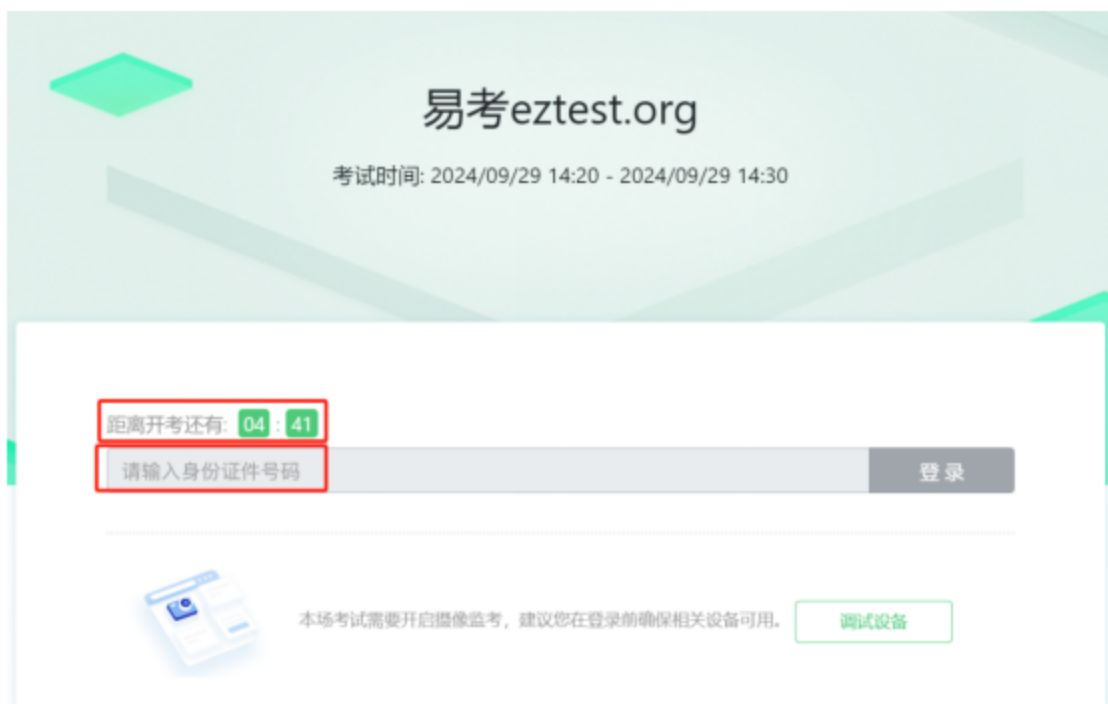 易考eztest.org
考试时间: 2024/09/29 14:20 - 2024/09/29 14:30
距离开考还有: 04 : 41
请输入身份证件号码 登 录
本场考试需要开启摄像监考，建议您在登录前确保相关设备可用。 调试设备